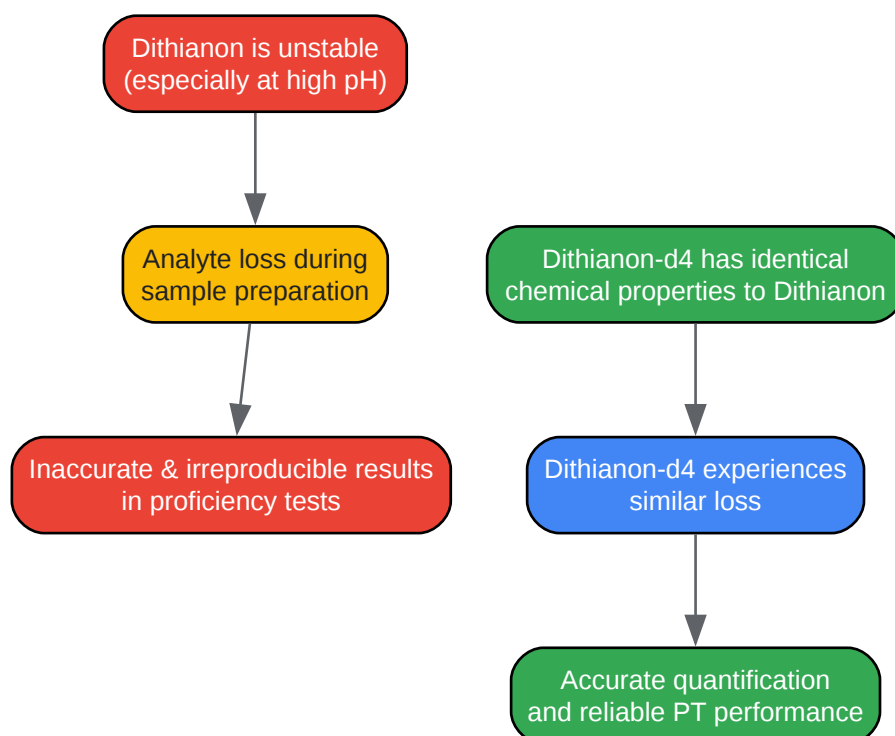 Dithianon is unstable
(especially at high pH)
Analyte loss during
sample preparation
Dithianon-d4 has identical
chemical properties to Dithianon
Inaccurate & irreproducible results
in proficiency tests
Dithianon-d4 experiences
similar loss
Accurate quantification
and reliable PT performance